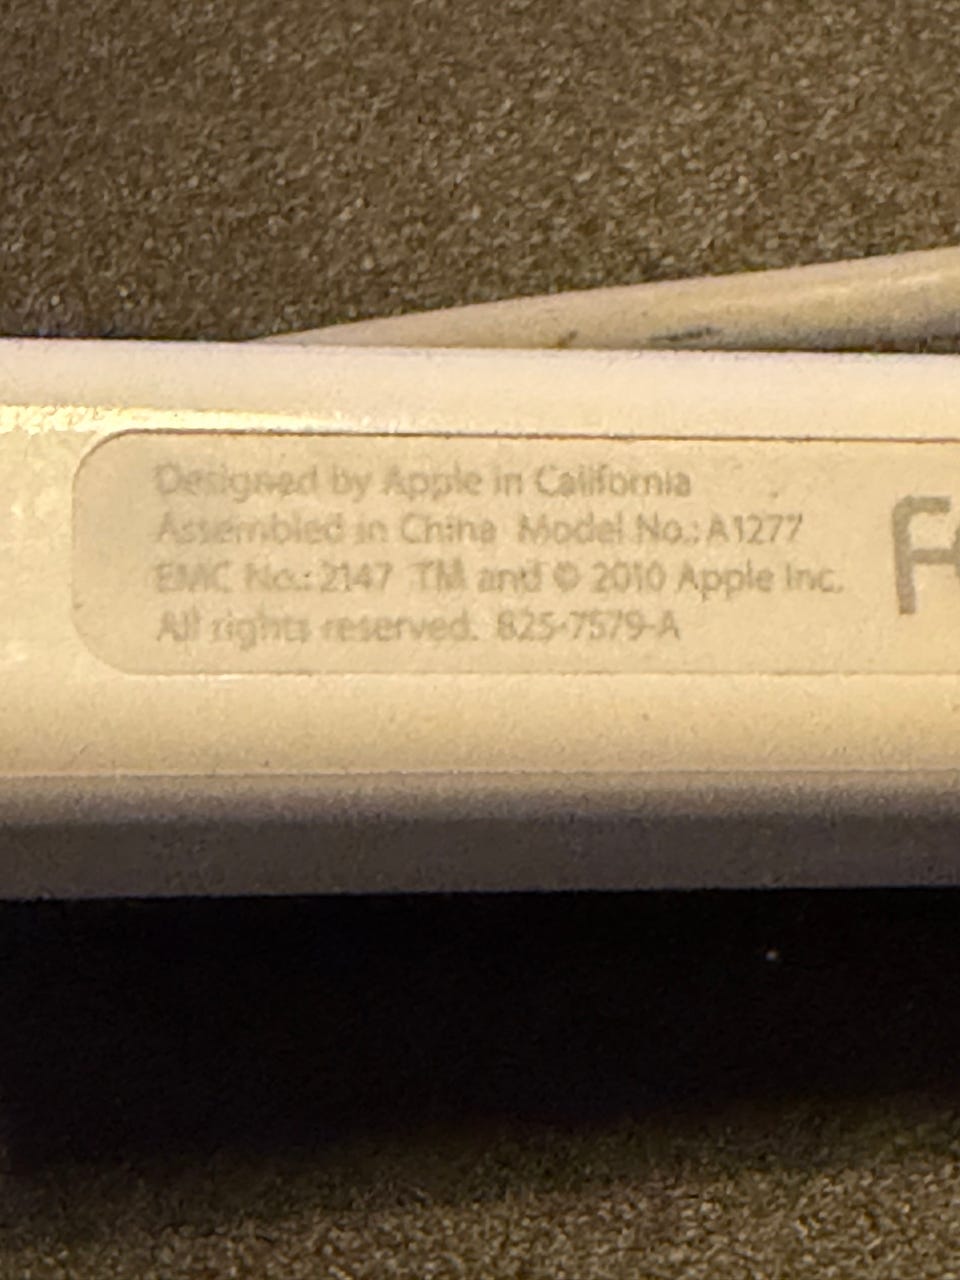 Designed by Apple in California
Assembled in China Model No.: A1277
EMC No.: 2147 TM and © 2010 Apple Inc.
All rights reserved. 825-7579-A